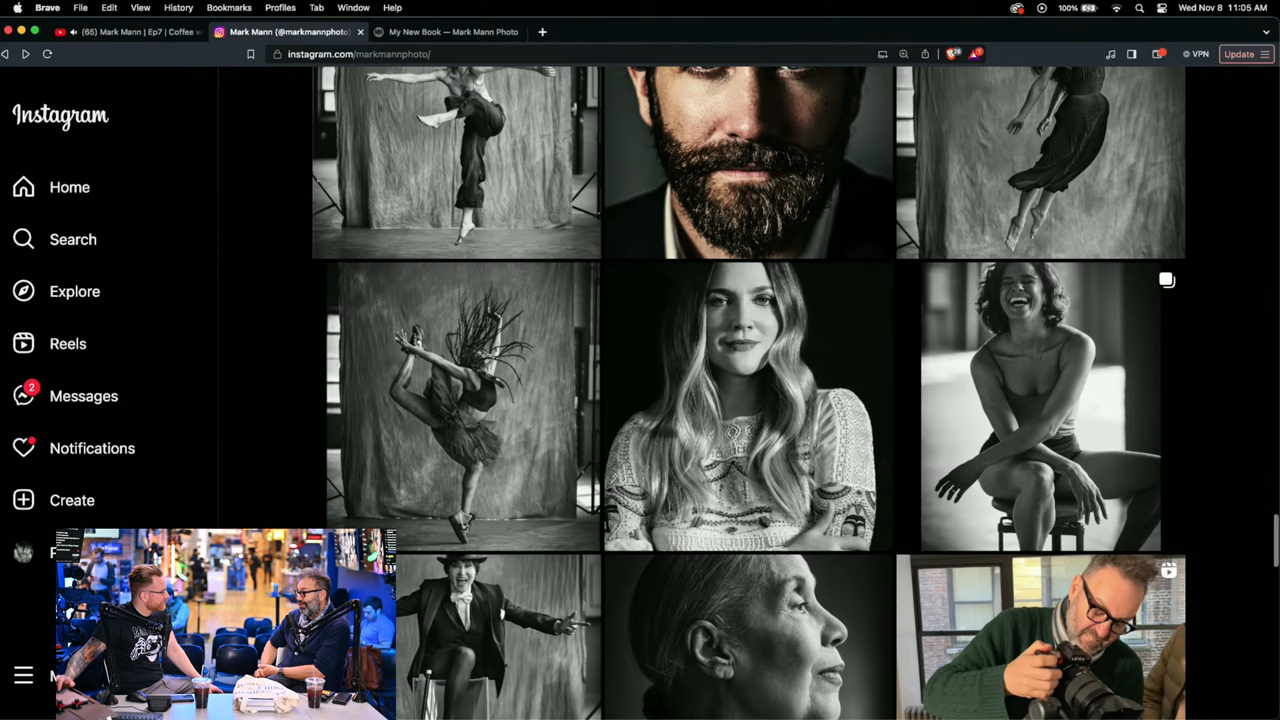 Brave File Edit View History Bookmarks Profiles Tab Window Help 100% Wed Nov 8 11:05 AM
(65) Mark Mann | Ep7 | Coffee w Mark Mann (@markmannphoto) My New Book — Mark Mann Photo
instagram.com/markmannphoto/ 28 1 VPN Update
Instagram
Home
Search
Explore
Reels
2
Messages
Notifications
Create